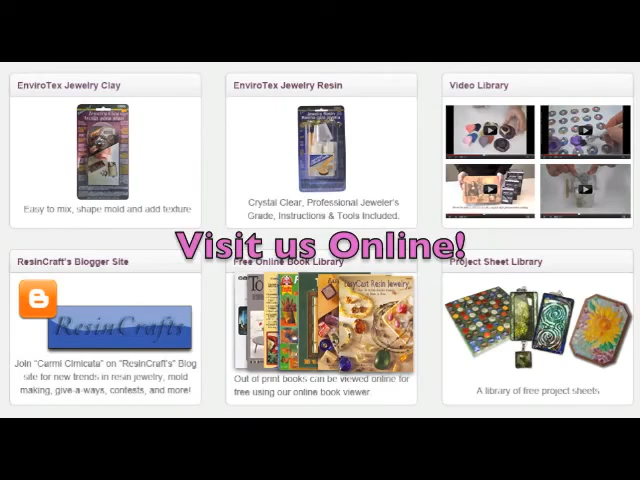 EnviroTex Jewelry Clay
EnviroTex Jewelry Resin
Video Library
Easy to mix, shape mold and add texture
Crystal Clear, Professional Jeweler's
Grade, Instructions & Tools Included.
Visit us Online!
ResinCraft's Blogger Site
Free Online Book Library
Project Sheet Library
ResinCrafts
EasyCast Resin Jewelry
Join "Carmi Cimicata" on "ResinCraft's" Blog
site for new trends in resin jewelry, mold
making, give-a-ways, contests, and more!
Out of print books can be viewed online for
free using our online book viewer.
A library of free project sheets